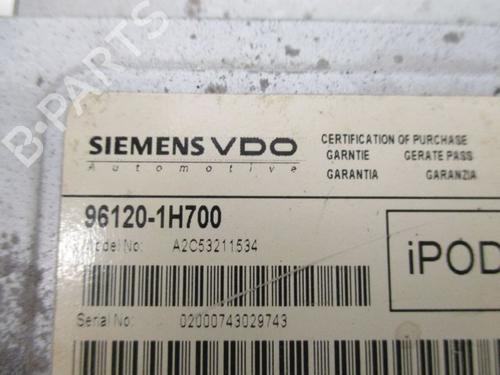 B-PARTS
SIEMENS VDO
Automotive
CERTIFICATION OF PURCHASE
GARNTIE GERATE PASS
GARANTIA GARANZIA
96120-1H700
Model No: A2C53211534
iPOD
Serial No: 02000743029743